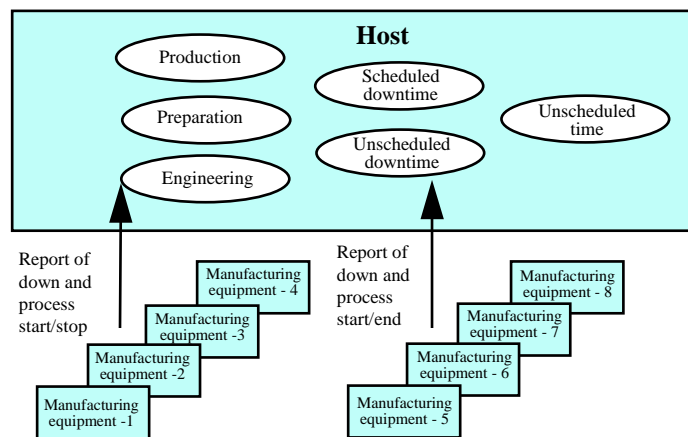 Host
Production
Scheduled
downtime
Unscheduled
time
Preparation
Unscheduled
downtime
Engineering
Report of
down and
process
start/stop
Manufacturing
equipment - 4
Manufacturing
equipment -3
Manufacturing
equipment -2
Manufacturing
equipment -1
Report of
down and
process
start/end
Manufacturing
equipment - 8
Manufacturing
equipment - 7
Manufacturing
equipment - 6
Manufacturing
equipment - 5